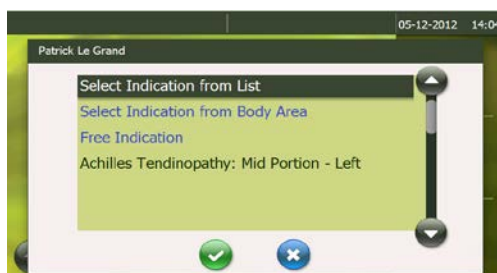 05-12-2012 14:04
Patrick Le Grand
Select Indication from List
Select Indication from Body Area
Free Indication
Achilles Tendinopathy: Mid Portion - Left